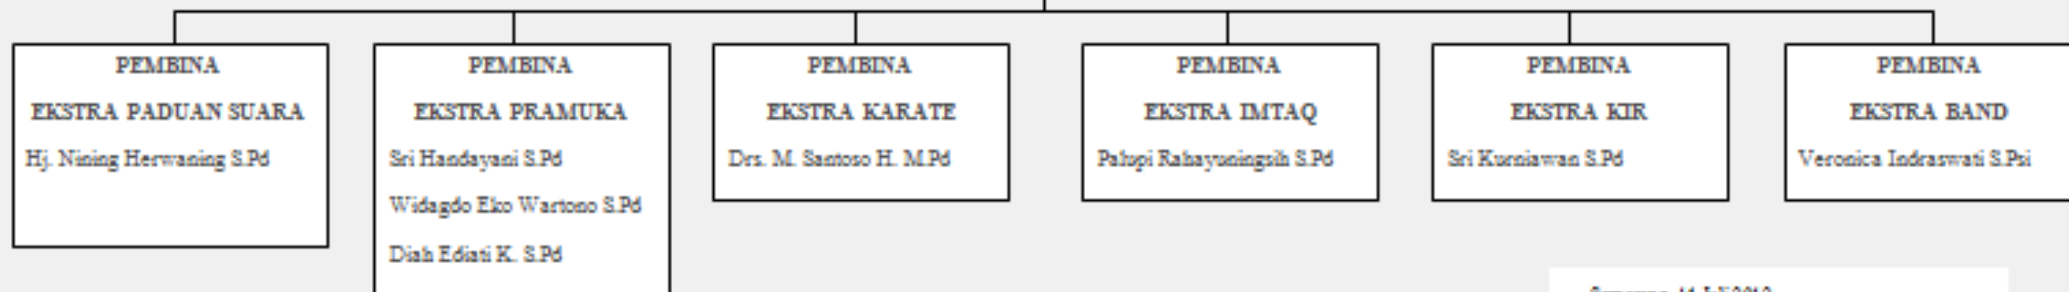 PEMBINA
EKSTRA PADUAN SUARA
Hj. Nining Herwaning S.Pd
PEMBINA
EKSTRA PRAMUKA
Sri Handayani S.Pd
Widagdo Eko Wartono S.Pd
Diah Ediati K. S.Pd
PEMBINA
EKSTRA KARATE
Drs. M. Santoso H. M.Pd
PEMBINA
EKSTRA IMTAQ
Palupi Rahayuningsih S.Pd
PEMBINA
EKSTRA KIR
Sri Kurniawan S.Pd
PEMBINA
EKSTRA BAND
Veronica Indraswati S.Psi